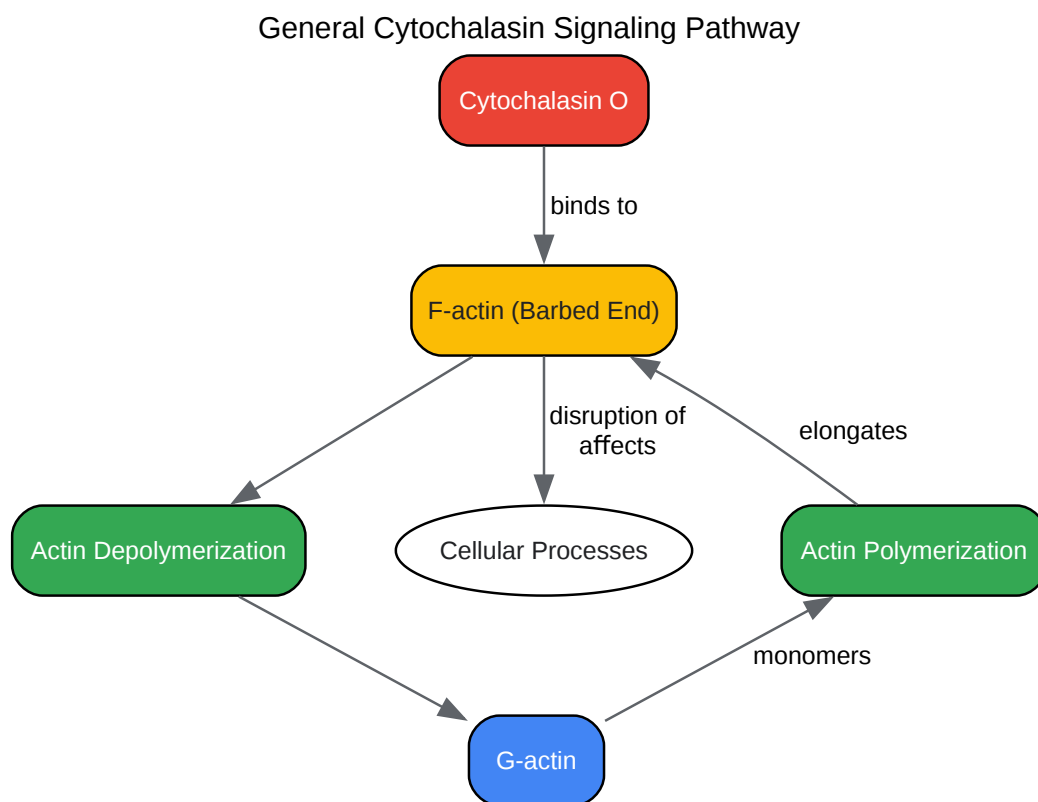 General Cytochalasin Signaling Pathway
Cytochalasin O
binds to
F-actin (Barbed End)
disruption of
affects
elongates
Actin Depolymerization
Cellular Processes
Actin Polymerization
monomers
G-actin